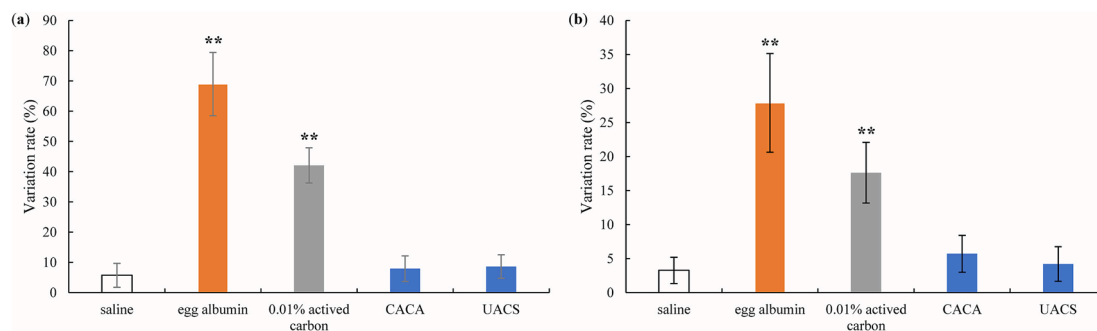 (a)
90
80
70
60
50
40
30
20
10
0
Variation rate (%)
**
**
saline
egg albumin
0.01% actived
carbon
CACA
UACS
(b)
40
35
30
25
20
15
10
5
0
Variation rate (%)
**
**
saline
egg albumin
0.01% actived
carbon
CACA
UACS